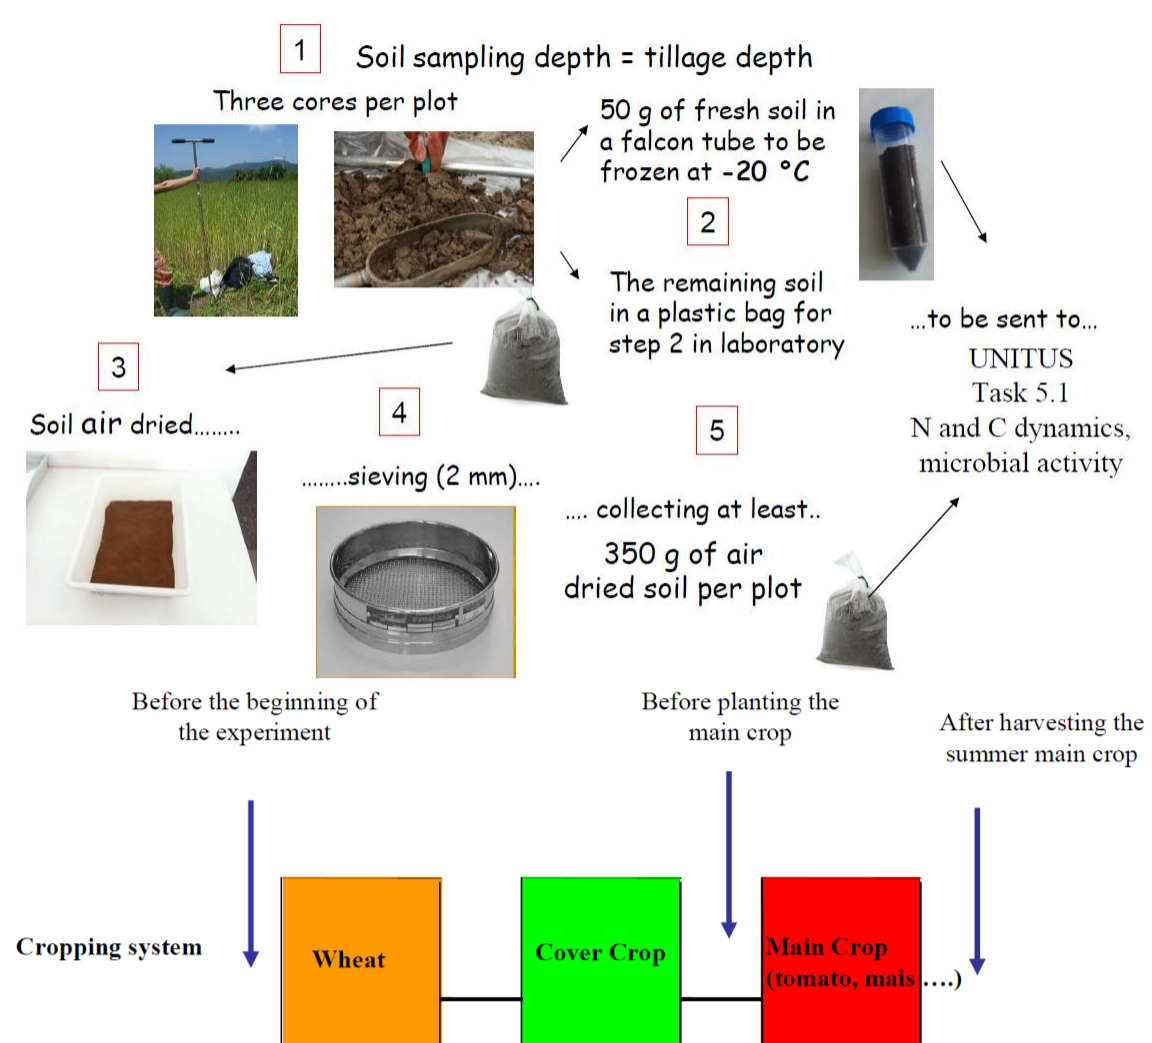 1
Soil sampling depth = tillage depth
Three cores per plot
50 g of fresh soil in
a falcon tube to be
frozen at -20 °C
2
The remaining soil
in a plastic bag for
step 2 in laboratory
...to be sent to...
UNITUS
Task 5.1
N and C dynamics,
microbial activity
3
Soil air dried........
4
........sieving (2 mm)....
5
.... collecting at least..
350 g of air
dried soil per plot
Before the beginning of
the experiment
Before planting the
main crop
After harvesting the
summer main crop
Cropping system
Wheat
Cover Crop
Main Crop
(tomato, mais ....)